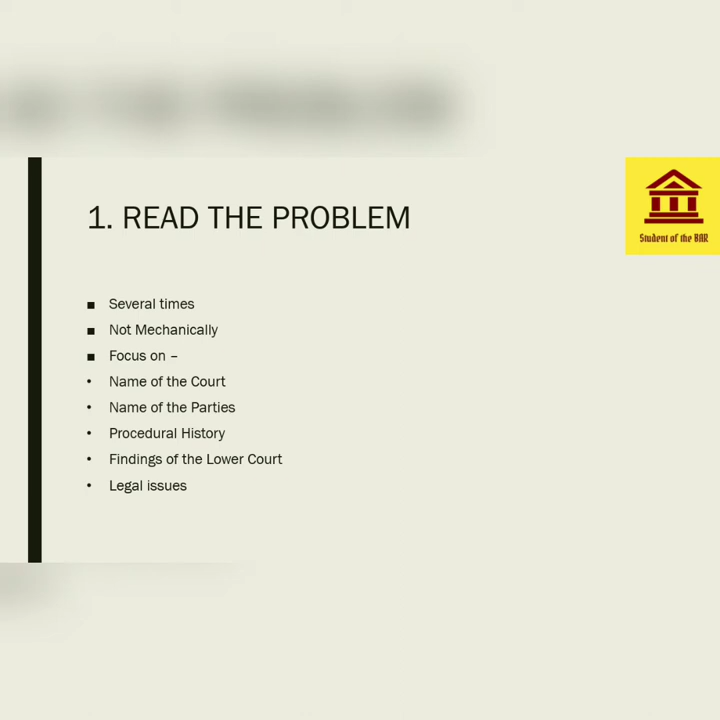 1. READ THE PROBLEM
Student of the BAR
■ Several times
■ Not Mechanically
■ Focus on –
• Name of the Court
• Name of the Parties
• Procedural History
• Findings of the Lower Court
• Legal issues